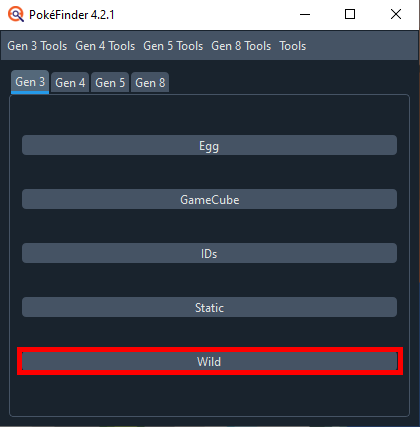 PokéFinder 4.2.1
Gen 3 Tools Gen 4 Tools Gen 5 Tools Gen 8 Tools Tools
Gen 3 Gen 4 Gen 5 Gen 8
Egg
GameCube
IDs
Static
Wild